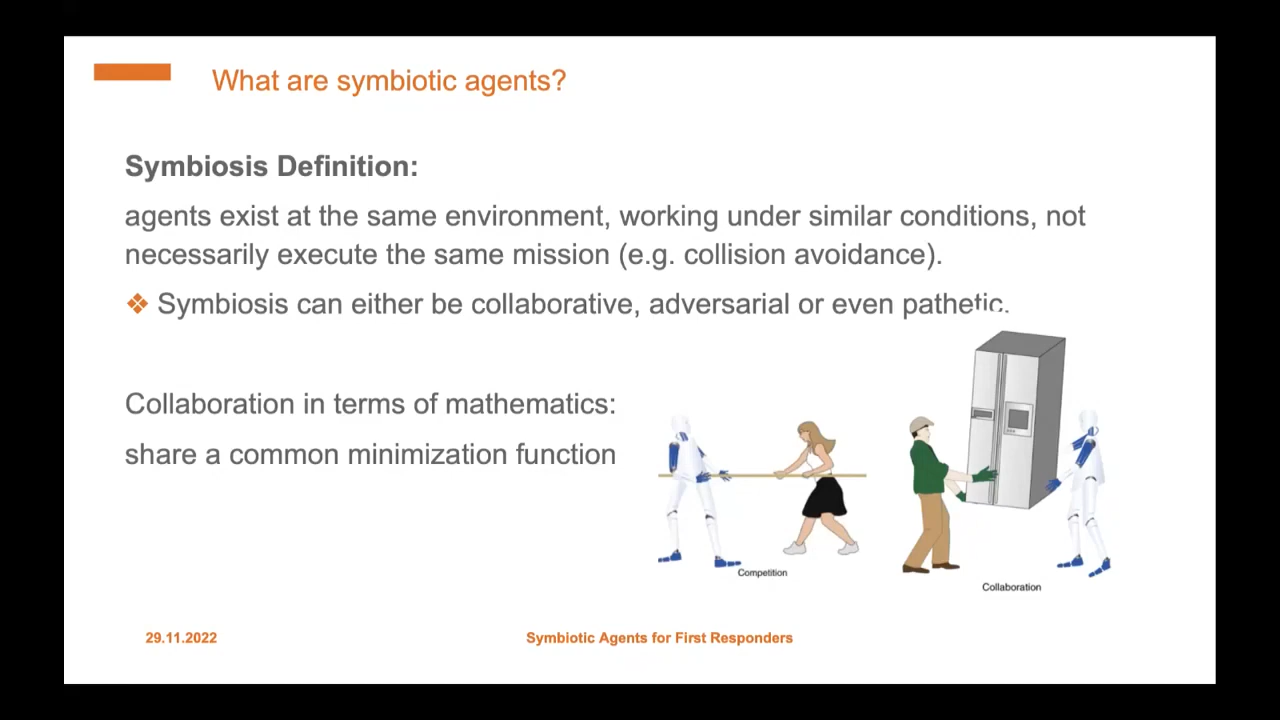 What are symbiotic agents?
Symbiosis Definition:
agents exist at the same environment, working under similar conditions, not
necessarily execute the same mission (e.g. collision avoidance).
❖ Symbiosis can either be collaborative, adversarial or even pathetic.
Collaboration in terms of mathematics:
share a common minimization function
Competition
Collaboration
29.11.2022
Symbiotic Agents for First Responders